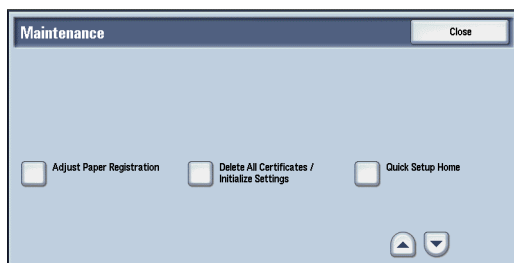 Maintenance
Close
Adjust Paper Registration
Delete All Certificates /
Initialize Settings
Quick Setup Home